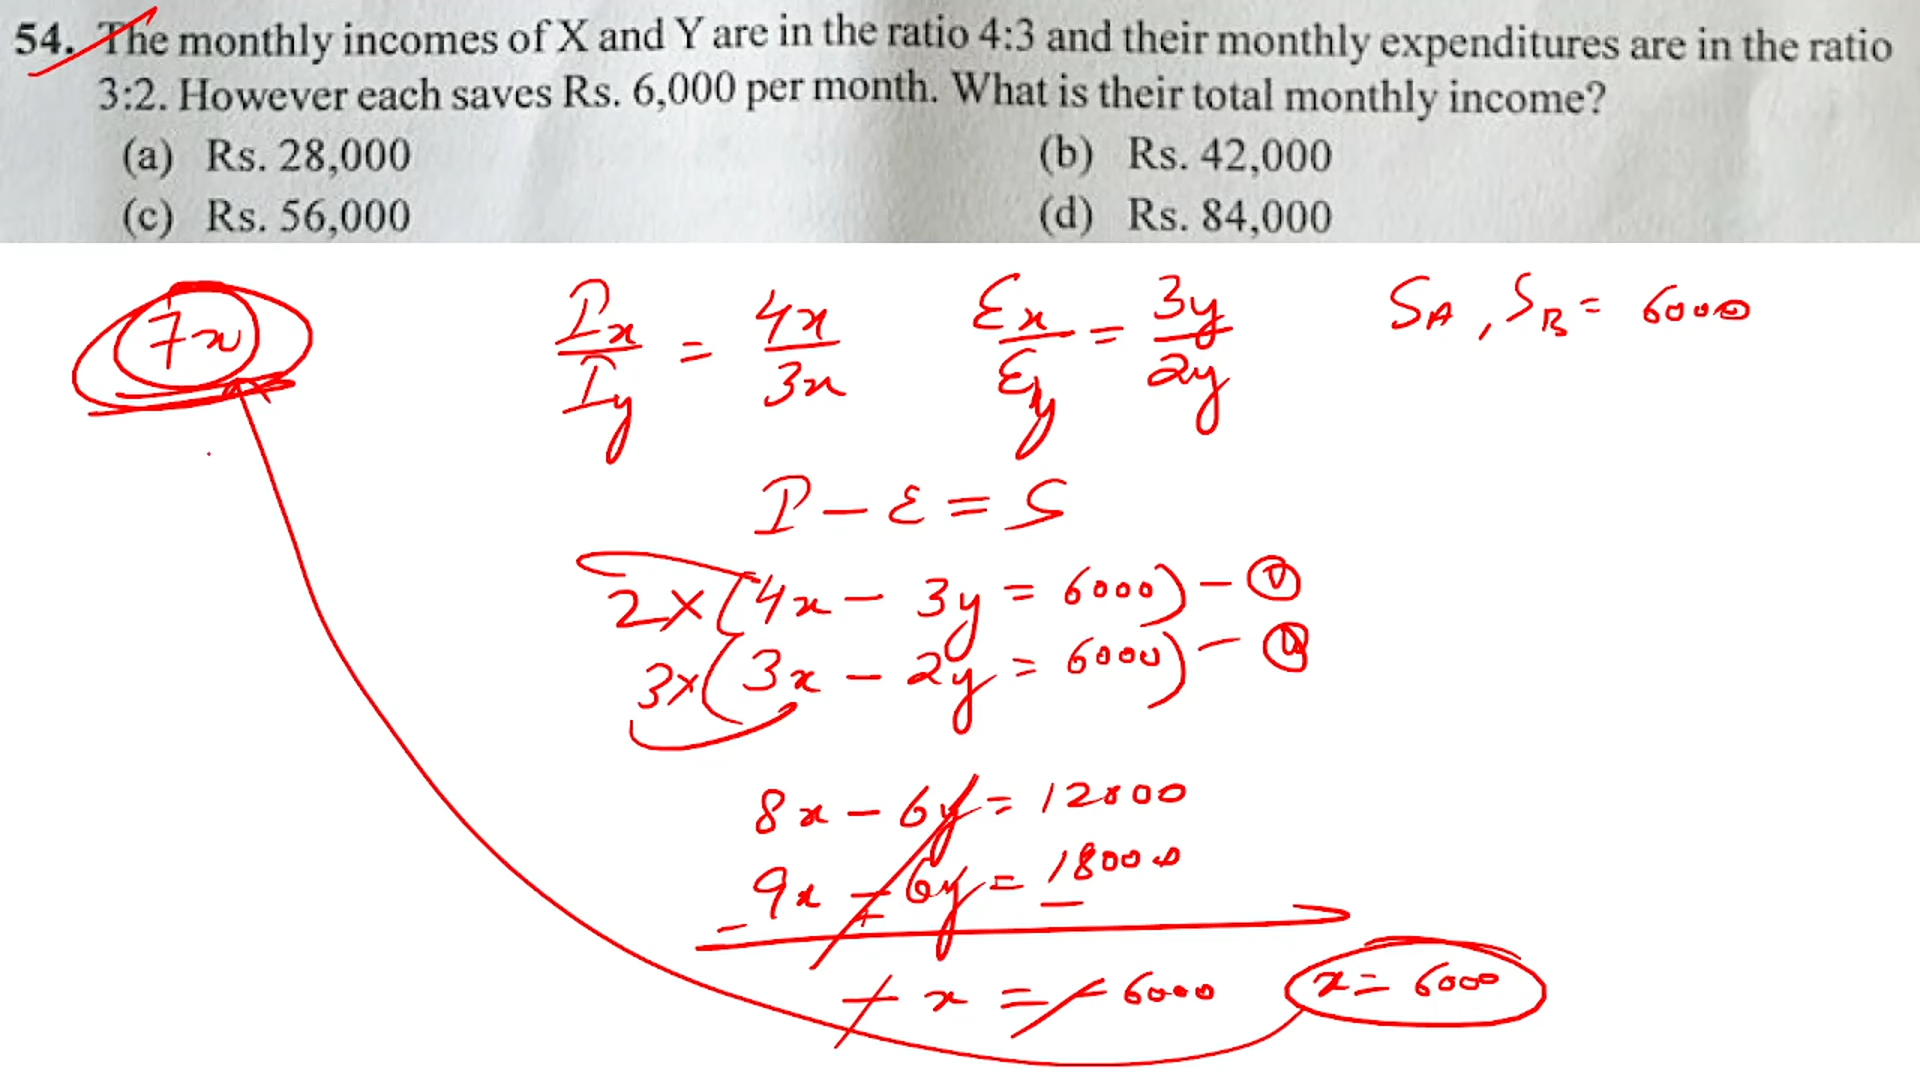 54. The monthly incomes of X and Y are in the ratio 4:3 and their monthly expenditures are in the ratio
3:2. However each saves Rs. 6,000 per month. What is their total monthly income?
(a) Rs. 28,000 (b) Rs. 42,000
(c) Rs. 56,000 (d) Rs. 84,000
7x
Ix/Iy = 4x/3x Ex/Ey = 3y/2y SA, SB = 6000
I - E = S
2×(4x - 3y = 6000) -
3×(3x - 2y = 6000) -
8x - 6y = 12000
9x - 6y = 18000
x = - 6000 x = 6000